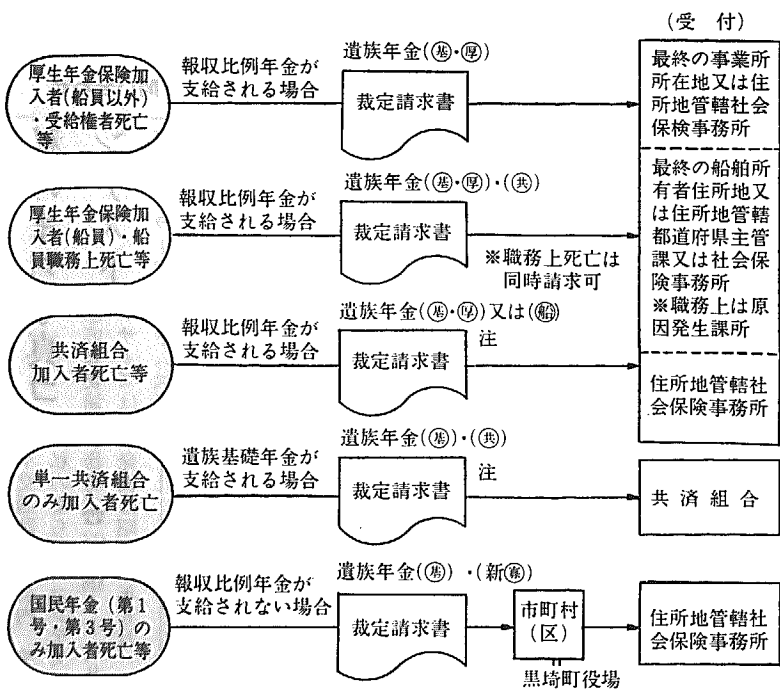 (受　付)
遺族年金(㊎・㊍)
厚生年金保険加
入者(船員以外)
・受給権者死亡
等
報収比例年金が
支給される場合
裁定請求書
最終の事業所
所在地又は住
所地管轄社会
保検事務所
遺族年金(基・厚)・(共)
厚生年金保険加
入者(船員)・船
員職務上死亡等
報収比例年金が
支給される場合
裁定請求書
※職務上死亡は
同時請求可
最終の船舶所
有者住所地又
は住所地管轄
都道府県主管
課又は社会保
険事務所
※職務上は原
因発生課所
遺族年金(基・厚)又は(船)
共済組合
加入者死亡等
報収比例年金が
支給される場合
裁定請求書
注
住所地管轄社
会保険事務所
遺族年金(基)・(共)
単一共済組合
のみ加入者死亡
遺族基礎年金が
支給される場合
裁定請求書
注
共済組合
遺族年金(基)・(新寡)
国民年金(第1
号・第3号)の
み加入者死亡等
報収比例年金が
支給されない場合
裁定請求書
市町村
(区)
黒埼町役場
住所地管轄社
会保険事務所